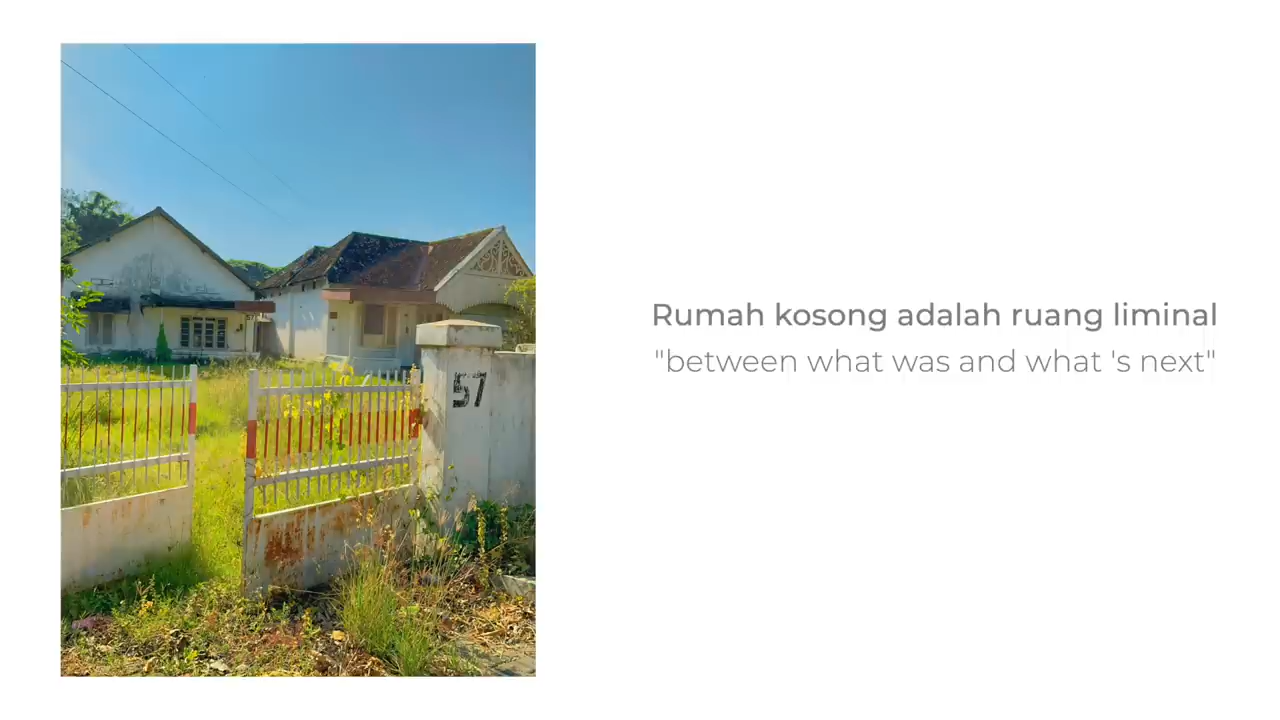 57
Rumah kosong adalah ruang liminal
"between what was and what 's next"